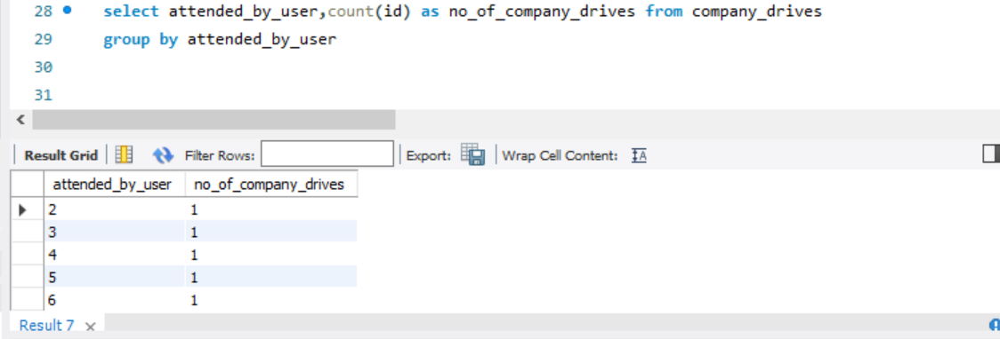 28 select attended_by_user,count(id) as no_of_company_drives from company_drives
29 group by attended_by_user
30
31
Result Grid Filter Rows: Export: Wrap Cell Content: IA
attended_by_user no_of_company_drives
2 1
3 1
4 1
5 1
6 1
Result 7 ×